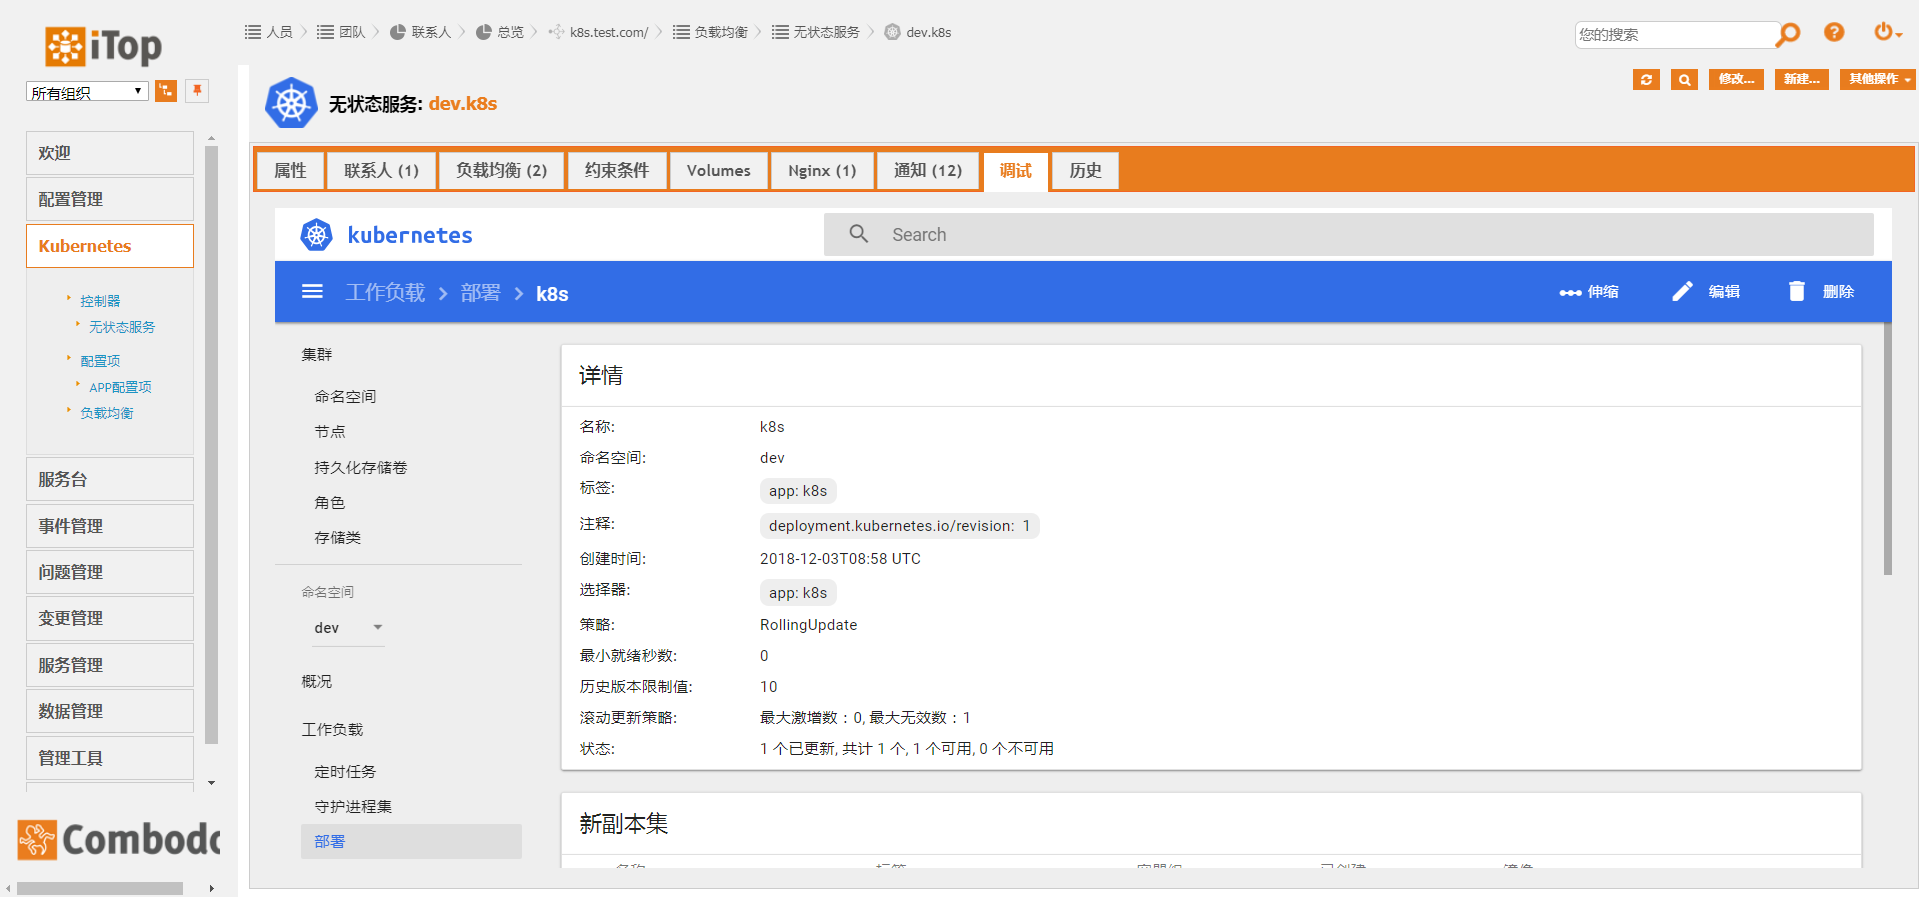 iTop
所有组织
人员
团队
联系人
总览
k8s.test.com/
负载均衡
无状态服务
dev.k8s
您的搜索
修改...
新建...
其他操作
无状态服务: dev.k8s
属性
联系人 (1)
负载均衡 (2)
约束条件
Volumes
Nginx (1)
通知 (12)
调试
历史
欢迎
配置管理
Kubernetes
控制器
无状态服务
配置项
APP配置项
负载均衡
服务台
事件管理
问题管理
变更管理
服务管理
数据管理
管理工具
Combodo
kubernetes
Search
工作负载
部署
k8s
伸缩
编辑
删除
集群
命名空间
节点
持久化存储卷
角色
存储类
命名空间
dev
概况
工作负载
定时任务
守护进程集
部署
详情
名称: k8s
命名空间: dev
标签: app: k8s
注释: deployment.kubernetes.io/revision: 1
创建时间: 2018-12-03T08:58 UTC
选择器: app: k8s
策略: RollingUpdate
最小就绪秒数: 0
历史版本限制值: 10
滚动更新策略: 最大激增数：0, 最大无效数：1
状态: 1 个已更新, 共计 1 个, 1 个可用, 0 个不可用
新副本集
名称 标签 容器组 已创建 镜像